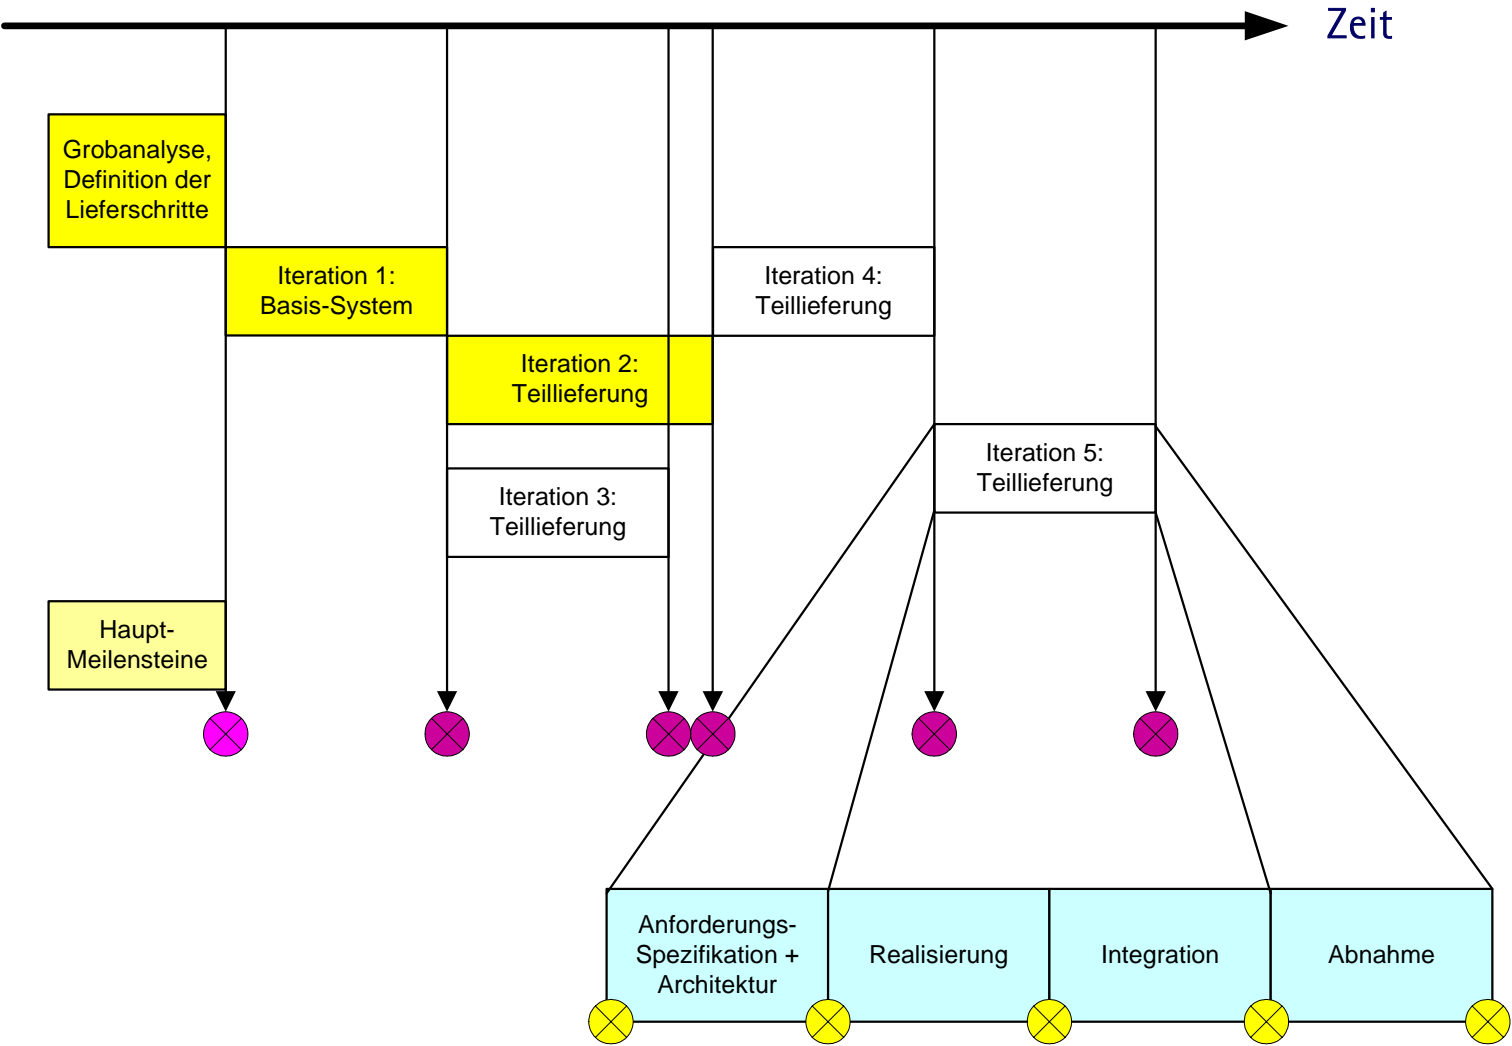 Zeit
Grobanalyse,
Definition der
Lieferschritte
Iteration 1:
Basis-System
Iteration 4:
Teillieferung
Iteration 2:
Teillieferung
Iteration 5:
Teillieferung
Iteration 3:
Teillieferung
Haupt-
Meilensteine
Anforderungs-
Spezifikation +
Architektur
Realisierung
Integration
Abnahme